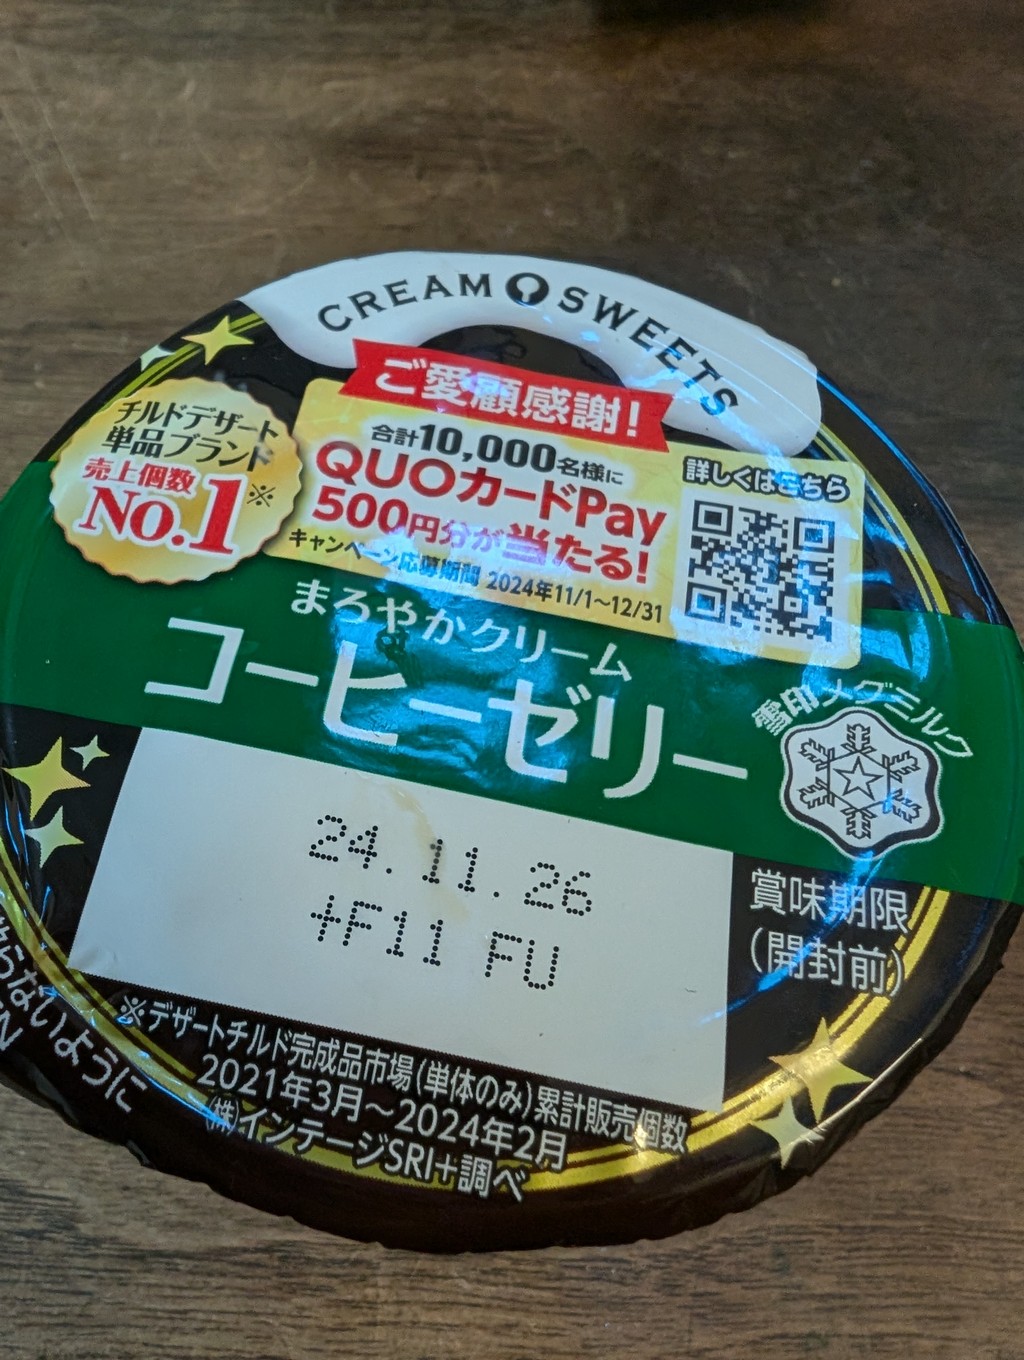 CREAM SWEETS
ご愛顧感謝!
チルドデザート
単品ブランド
売上個数
No.1※
合計10,000名様に
QUOカードPay
500円分が当たる!
キャンペーン応募期間 2024年11/1~12/31
詳しくはこちら
まろやかクリーム
コーヒーゼリー
雪印メグミルク
24.11.26
+F11 FU
賞味期限
(開封前)
※デザートチルド完成品市場(単体のみ)累計販売個数
2021年3月~2024年2月
㈱インテージSRI+調べ
らないように